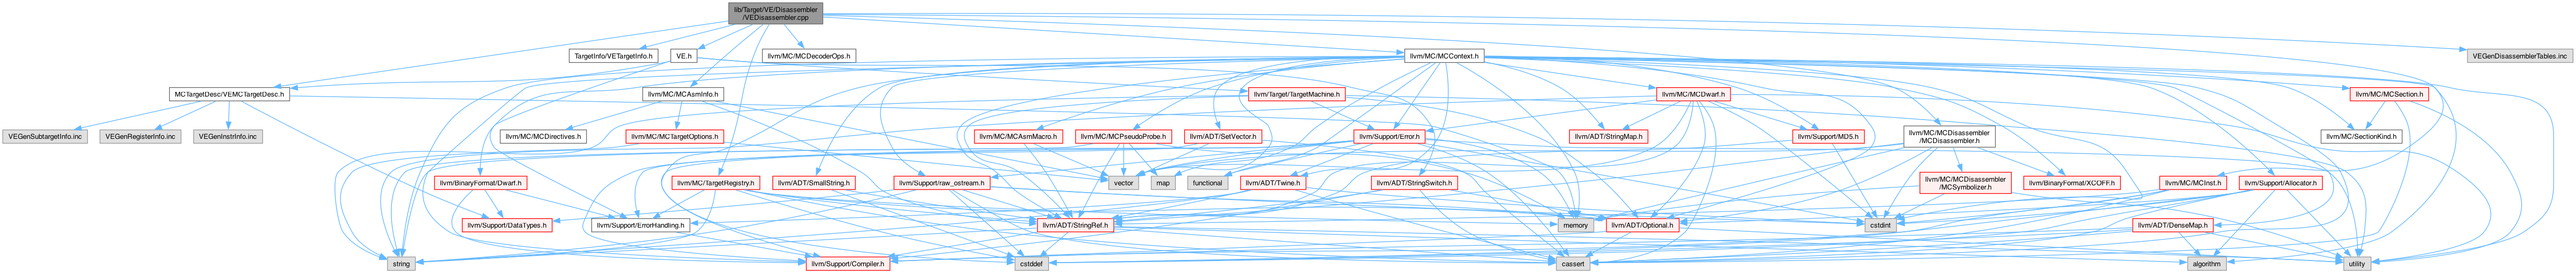 lib/Target/VE/Disassembler
/VEDisassembler.cpp
TargetInfo/VETargetInfo.h
VE.h
llvm/MC/MCDecoderOps.h
llvm/MC/MCContext.h
VEGenDisassemblerTables.inc
MCTargetDesc/VEMCTargetDesc.h
llvm/MC/MCAsmInfo.h
llvm/Target/TargetMachine.h
llvm/MC/MCDwarf.h
llvm/MC/MCSection.h
VEGenSubtargetInfo.inc
VEGenRegisterInfo.inc
VEGenInstrInfo.inc
llvm/MC/MCDirectives.h
llvm/MC/MCTargetOptions.h
llvm/MC/MCAsmMacro.h
llvm/MC/MCPseudoProbe.h
llvm/ADT/SetVector.h
llvm/Support/Error.h
llvm/ADT/StringMap.h
llvm/Support/MD5.h
llvm/MC/MCDisassembler
/MCDisassembler.h
llvm/MC/SectionKind.h
llvm/BinaryFormat/Dwarf.h
llvm/MC/TargetRegistry.h
llvm/ADT/SmallString.h
llvm/Support/raw_ostream.h
vector
map
functional
llvm/ADT/Twine.h
llvm/ADT/StringSwitch.h
llvm/MC/MCDisassembler
/MCSymbolizer.h
llvm/BinaryFormat/XCOFF.h
llvm/MC/MCInst.h
llvm/Support/Allocator.h
llvm/Support/DataTypes.h
llvm/Support/ErrorHandling.h
llvm/ADT/StringRef.h
memory
llvm/ADT/Optional.h
cstdint
llvm/ADT/DenseMap.h
string
llvm/Support/Compiler.h
cstddef
cassert
algorithm
utility